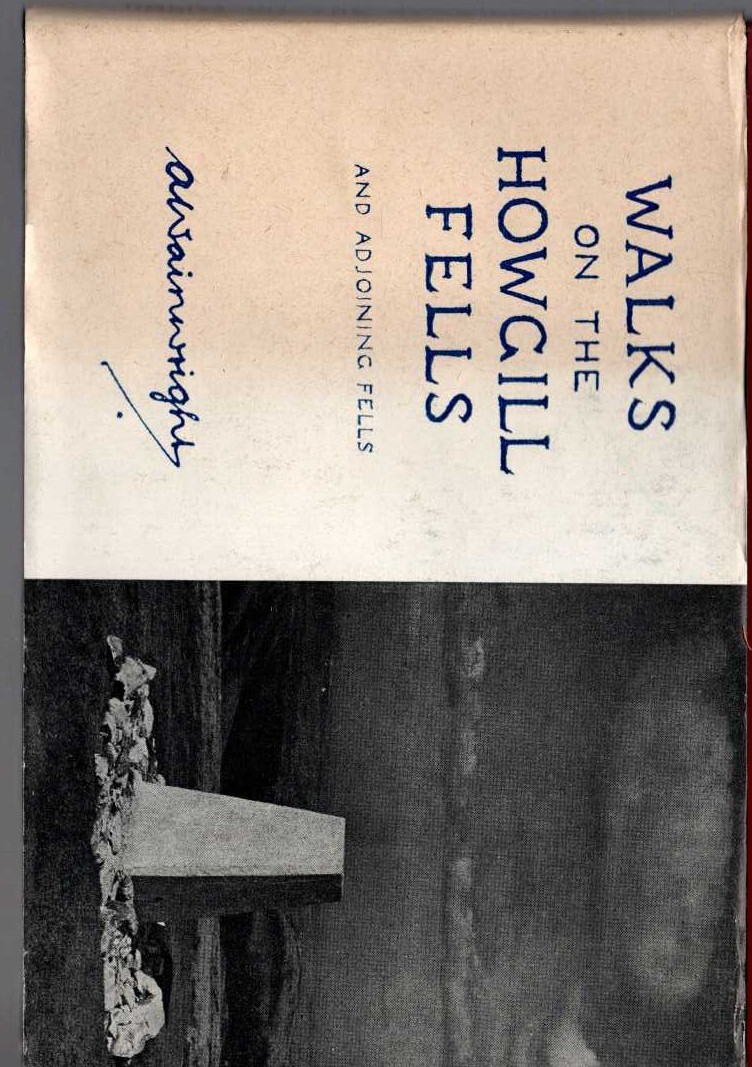 WALKS
ON THE
HOWGILL
FELLS
AND ADJOINING FELLS
awainwright